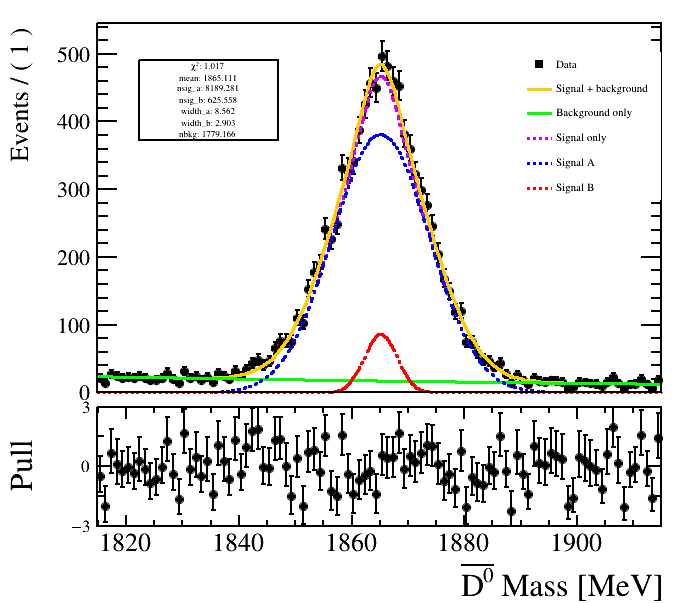 Events / ( 1 )
500
400
300
200
100
0
χ²: 1.017
mean: 1865.111
nsig_a: 8189.281
nsig_b: 625.558
width_a: 8.562
width_b: 2.903
nbkg: 1779.166
Data
Signal + background
Background only
Signal only
Signal A
Signal B
Pull
3
0
−3
1820 1840 1860 1880 1900
D⁰ Mass [MeV]